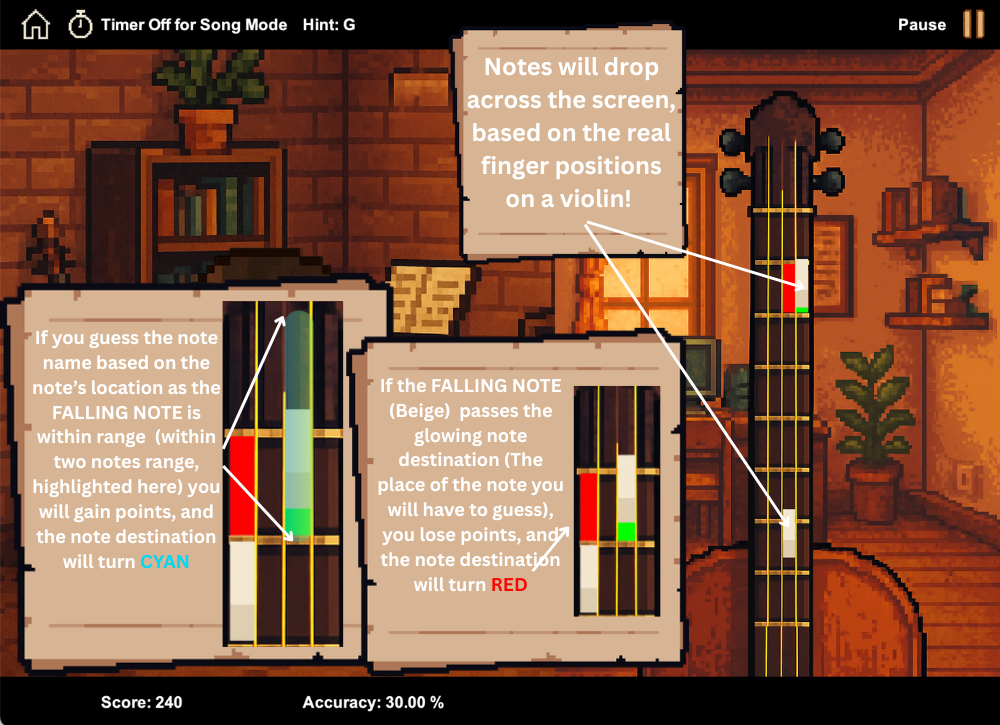 Timer Off for Song Mode
Hint: G
Pause
Notes will drop
across the screen,
based on the real
finger positions
on a violin!
If you guess the note
name based on the
note's location as the
FALLING NOTE is
within range (within
two notes range,
highlighted here) you
will gain points, and
the note destination
will turn CYAN
If the FALLING NOTE
(Beige) passes the
glowing note
destination (The
place of the note you
will have to guess),
you lose points, and
the note destination
will turn RED
Score: 240
Accuracy: 30.00 %